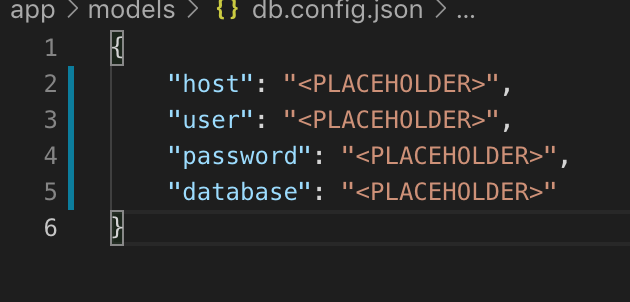 app > models > {} db.config.json > ...
1 {
2 "host": "<PLACEHOLDER>",
3 "user": "<PLACEHOLDER>",
4 "password": "<PLACEHOLDER>",
5 "database": "<PLACEHOLDER>"
6 }